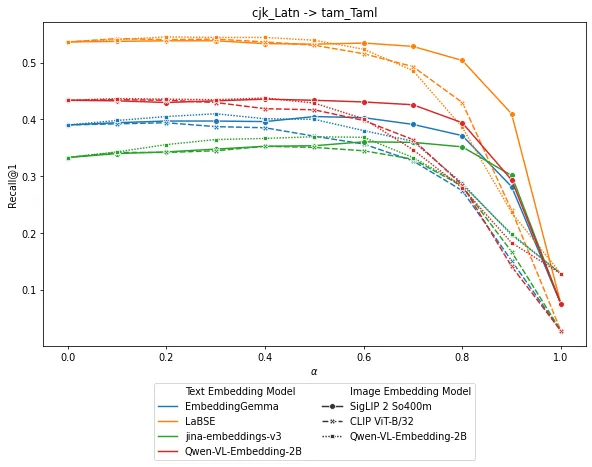 cjk_Latn -> tam_Taml
Recall@1
0.5
0.4
0.3
0.2
0.1
0.0 0.2 0.4 0.6 0.8 1.0
α
Text Embedding Model Image Embedding Model
EmbeddingGemma SigLIP 2 So400m
LaBSE CLIP ViT-B/32
jina-embeddings-v3 Qwen-VL-Embedding-2B
Qwen-VL-Embedding-2B